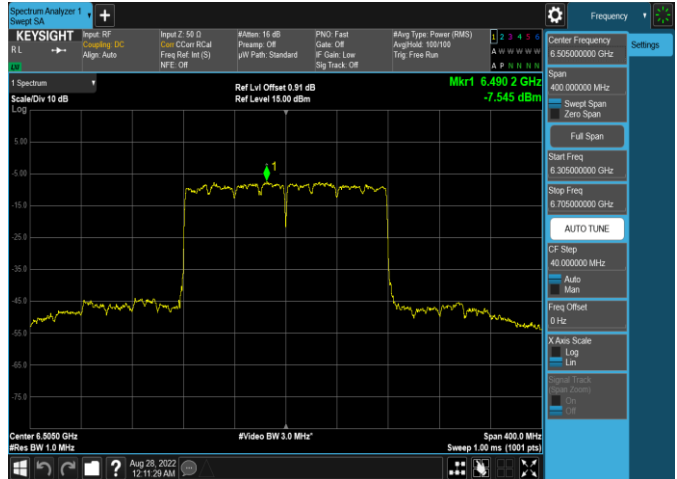 Spectrum Analyzer 1
Swept SA
Frequency
KEYSIGHT
Input: RF
Input Z: 50 Ω
#Atten: 16 dB
PNO: Fast
#Avg Type: Power (RMS)
1 2 3 4 5 6
R L
Coupling: DC
Corr CCorr RCal
Preamp: Off
Gate: Off
Avg|Hold: 100/100
A W W W W W
Align: Auto
Freq Ref: Int (S)
µW Path: Standard
IF Gain: Low
Trig: Free Run
NFE: Off
Sig Track: Off
A P N N N N
1 Spectrum
Ref Lvl Offset 0.91 dB
Mkr1 6.490 2 GHz
Scale/Div 10 dB
Ref Level 15.00 dBm
-7.545 dBm
Log
5.00
1
-5.00
-15.0
-25.0
-35.0
-45.0
-55.0
-65.0
-75.0
Center 6.5050 GHz
#Video BW 3.0 MHz*
Span 400.0 MHz
#Res BW 1.0 MHz
Sweep 1.00 ms (1001 pts)
Aug 28, 2022
12:11:29 AM
?
Center Frequency
6.505000000 GHz
Settings
Span
400.000000 MHz
Swept Span
Zero Span
Full Span
Start Freq
6.305000000 GHz
Stop Freq
6.705000000 GHz
AUTO TUNE
CF Step
40.000000 MHz
Auto
Man
Freq Offset
0 Hz
X Axis Scale
Log
Lin
Signal Track
(Span Zoom)
On
Off